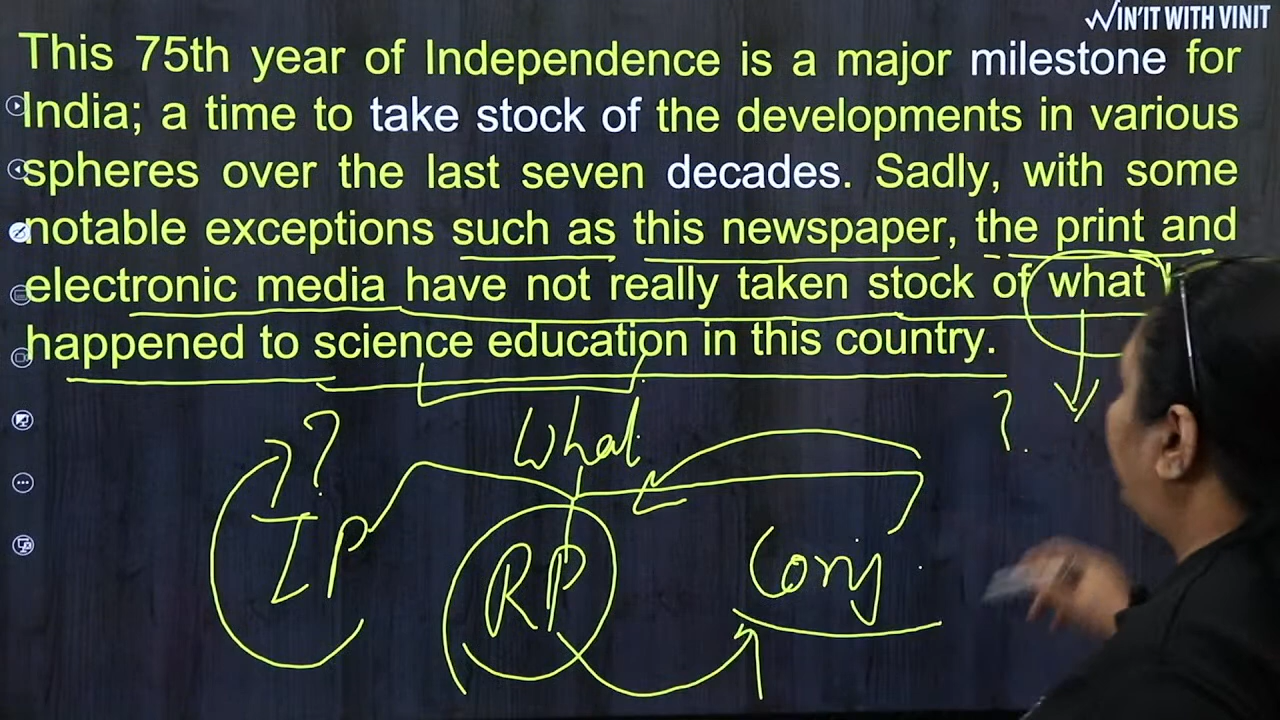 WIN'IT WITH VINIT
This 75th year of Independence is a major milestone for
India; a time to take stock of the developments in various
spheres over the last seven decades. Sadly, with some
notable exceptions such as this newspaper, the print and
electronic media have not really taken stock of what
happened to science education in this country.
? What ?
IP RP Conj